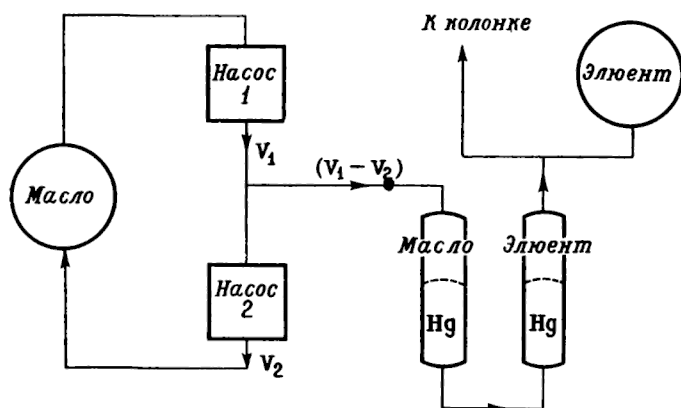 К колонке
Элюент
Насос
1
V₁
(V₁ − V₂)
Масло
Масло
Элюент
Насос
2
Hg
Hg
V₂